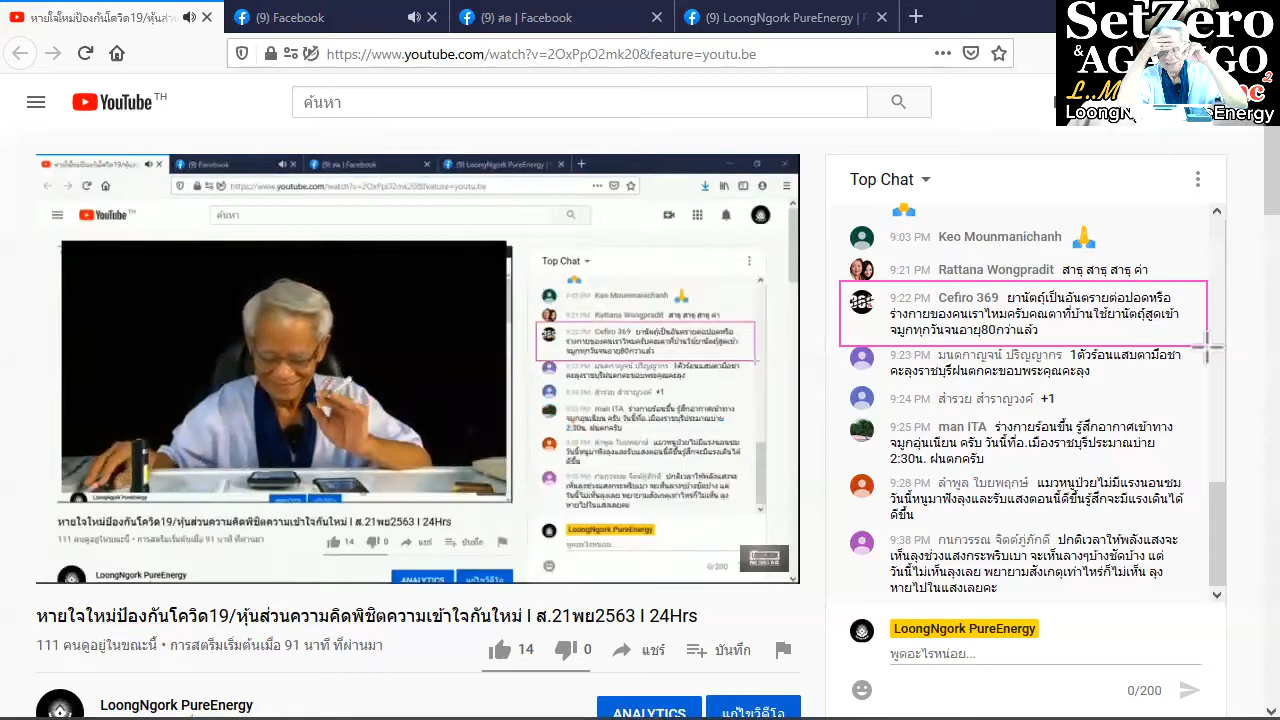 หายใจใหม่ป้องกันโควิด19/หุ้นส่วน
(9) Facebook
(9) สด | Facebook
(9) LoongNgork PureEnergy | F
https://www.youtube.com/watch?v=2OxPpO2mk20&feature=youtu.be
SetZero
&
LoongN
Energy
YouTube TH
ค้นหา
Top Chat
9:03 PM Keo Mounmanichanh 🙏
9:21 PM Rattana Wongpradit สาธุ สาธุ สาธุ ค่า
9:22 PM Cefiro 369 ยานัตถุ์เป็นอันตรายต่อปอดหรือ
ร่างกายของคนเราไหมครับคุณตาที่บ้านใช้ยานัตถุ์สูดเข้า
จมูกทุกวันจนอายุ80กว่าแล้ว
9:23 PM มนตกาญจน์ ปริญญากร 1ตัวร้อนแสบตามือชา
คะลุงราชบุรีฝนตกคะขอบพระคุณคะลุง
9:24 PM สำรวย สำราญวงค์ +1
9:25 PM man ITA ร่างกายร้อนขึ้น รู้สึกอากาศเข้าทาง
จมูกอุ่นเนียน ครับ วันนี้ที่อ.เมืองราชบุรีประมาณบ่าย
2:30น. ฝนตกครับ
9:28 PM ลำพูล ใบยพฤกษ์ แมวหนูป่วยไม่มีแรงนอนซม
วันนี้หนูมาฟังลุงและรับแสงตอนนี้ดีขึ้นรู้สึกจะมีแรงเดินได้
ดีขึ้น
9:38 PM กนกวรรณ จิตต์ภู่ภักดี ปกติเวลาให้พลังแสงจะ
เห็นลุงช่วงแสงกระพริบเบา จะเห็นลางๆบ้างชัดบ้าง แต่
วันนี้ไม่เห็นลุงเลย พยายามสังเกตุเท่าไหร่ก็ไม่เห็น ลุง
หายไปในแสงเลยคะ
LoongNgork PureEnergy
พูดอะไรหน่อย...
0/200
หายใจใหม่ป้องกันโควิด19/หุ้นส่วนความคิดพิชิตความเข้าใจกันใหม่ I ส.21พย2563 I 24Hrs
111 คนดูอยู่ในขณะนี้ • การสตรีมเริ่มต้นเมื่อ 91 นาที ที่ผ่านมา
14 0 แชร์ บันทึก
LoongNgork PureEnergy
ANALYTICS แก้ไขวิดีโอ